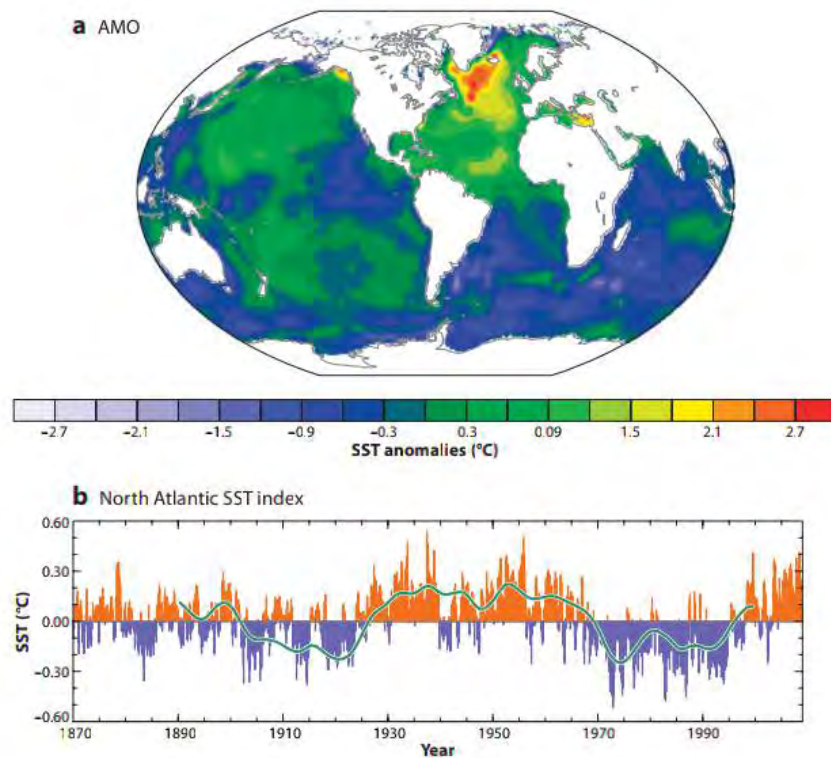 a AMO
−2.7 −2.1 −1.5 −0.9 −0.3 0.3 0.09 1.5 2.1 2.7
SST anomalies (°C)
b North Atlantic SST index
0.60
0.30
0.00
−0.30
−0.60
SST (°C)
1870 1890 1910 1930 1950 1970 1990
Year